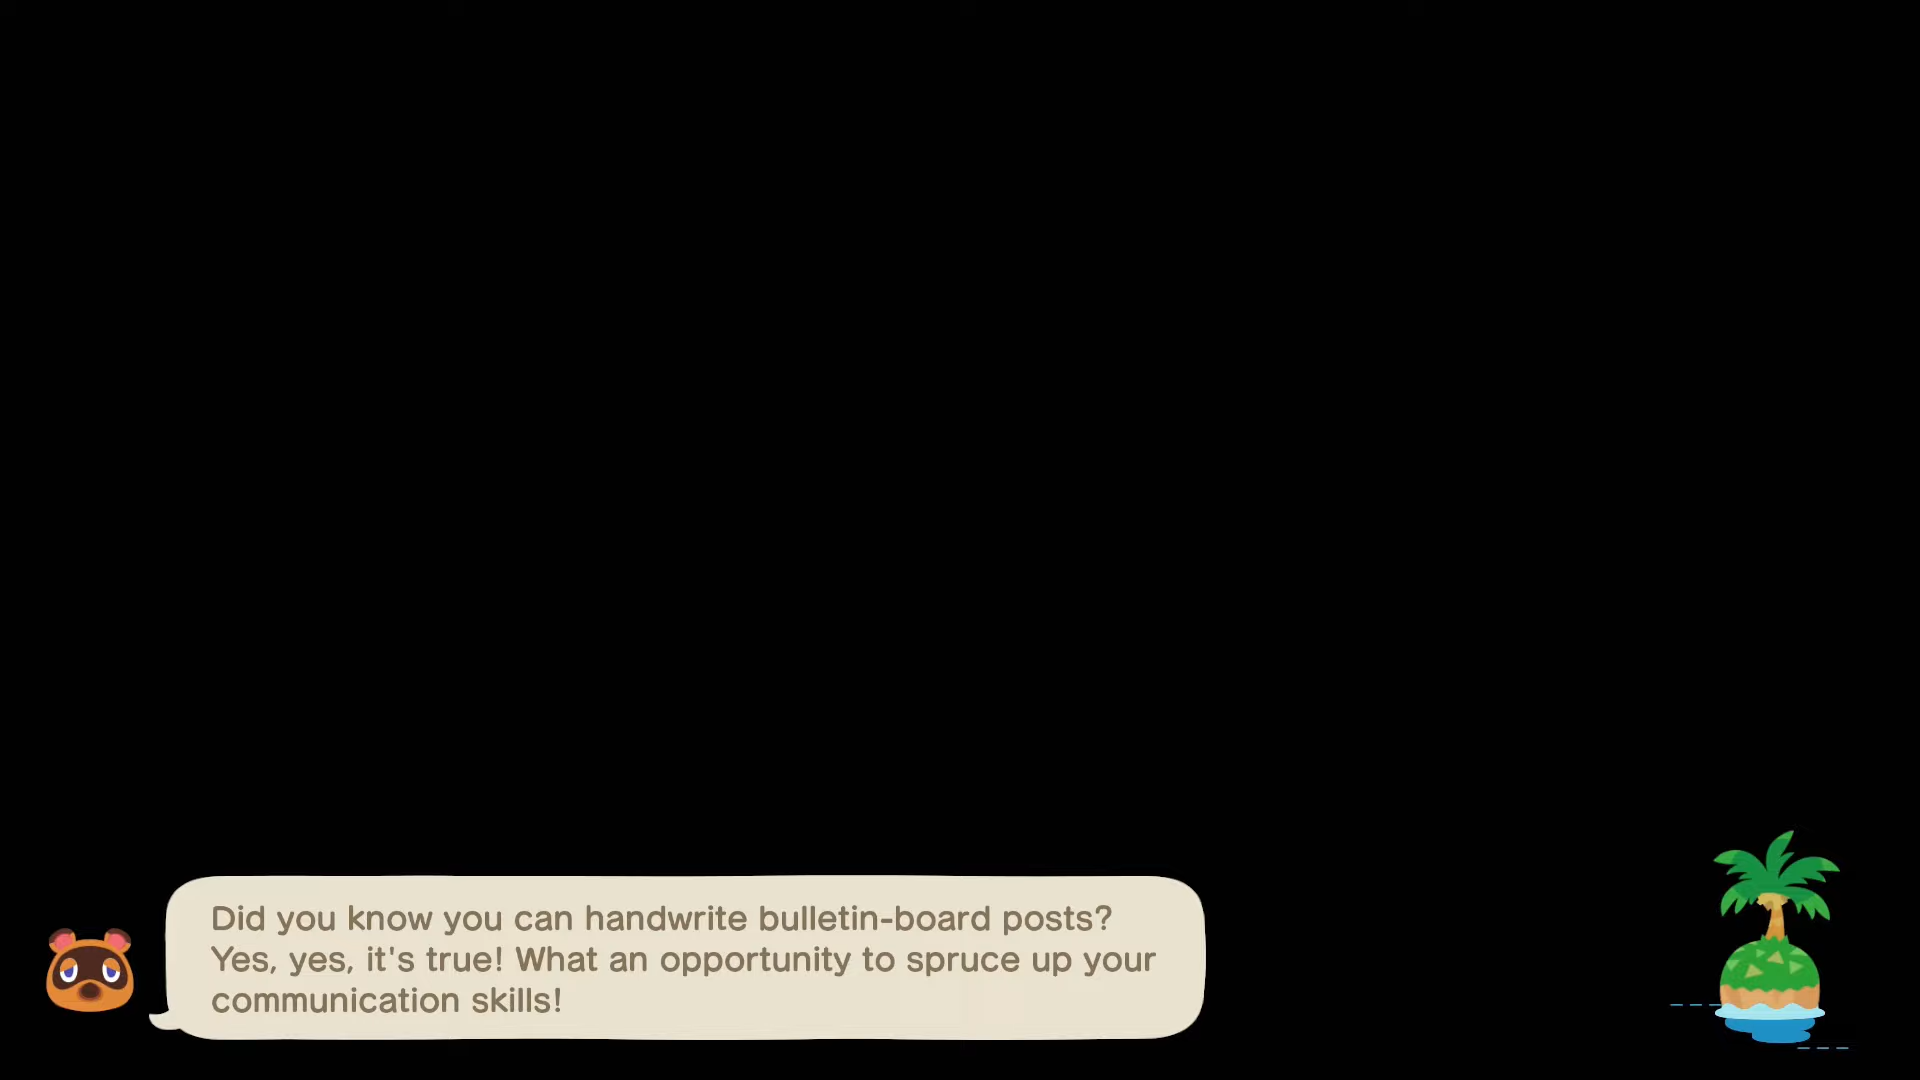 Did you know you can handwrite bulletin-board posts?
Yes, yes, it's true! What an opportunity to spruce up your
communication skills!